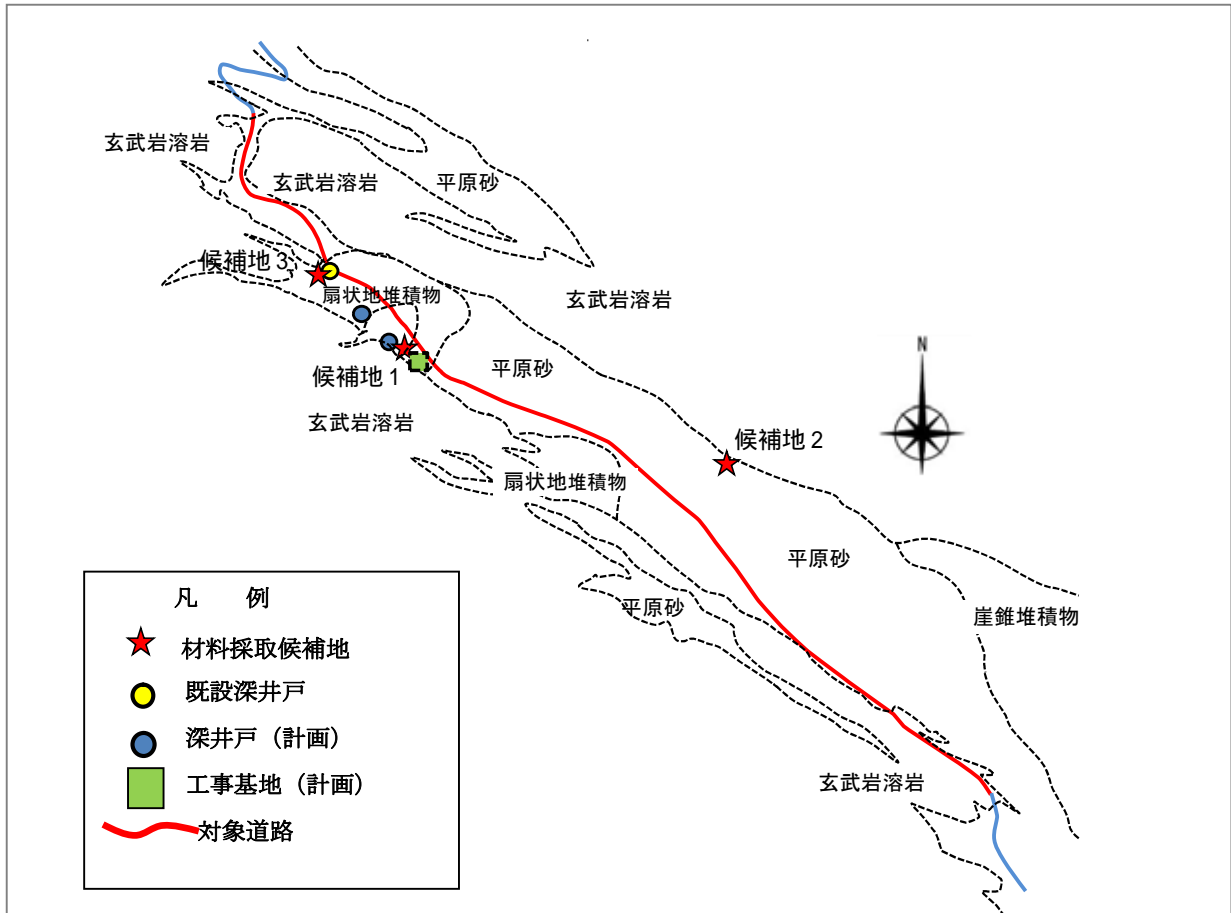 玄武岩溶岩
玄武岩溶岩
平原砂
候補地 3
扇状地堆積物
玄武岩溶岩
N
平原砂
候補地 1
玄武岩溶岩
候補地 2
扇状地堆積物
平原砂
平原砂
崖錐堆積物
玄武岩溶岩
凡 例
材料採取候補地
既設深井戸
深井戸（計画）
工事基地（計画）
対象道路